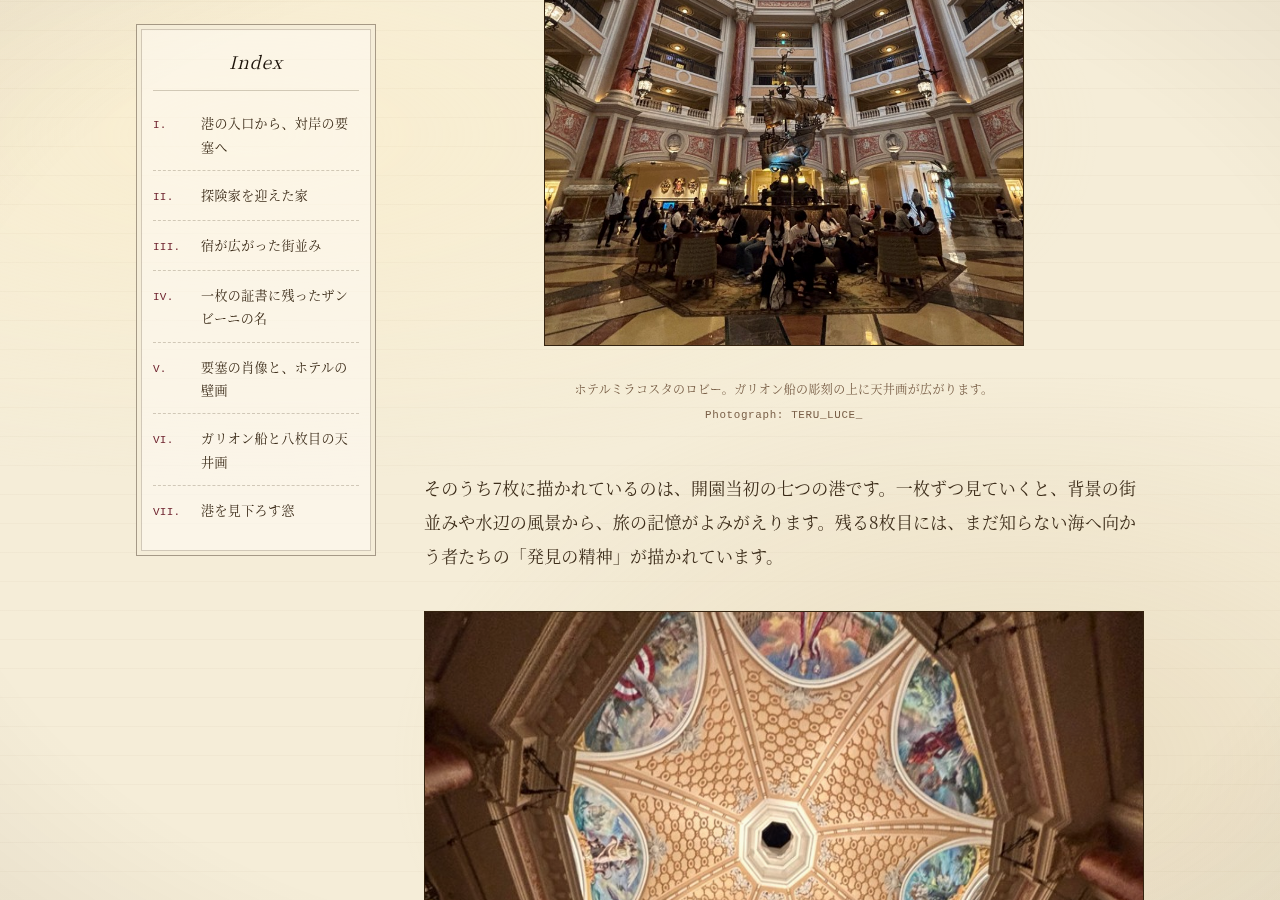 Index
I. 港の入口から、対岸の要
塞へ
II. 探険家を迎えた家
III. 宿が広がった街並み
IV. 一枚の証書に残ったザン
ビーニの名
V. 要塞の肖像と、ホテルの
壁画
VI. ガリオン船と八枚目の天
井画
VII. 港を見下ろす窓
ホテルミラコスタのロビー。ガリオン船の彫刻の上に天井画が広がります。
Photograph: TERU_LUCE_
そのうち7枚に描かれているのは、開園当初の七つの港です。一枚ずつ見ていくと、背景の街
並みや水辺の風景から、旅の記憶がよみがえります。残る8枚目には、まだ知らない海へ向か
う者たちの「発見の精神」が描かれています。